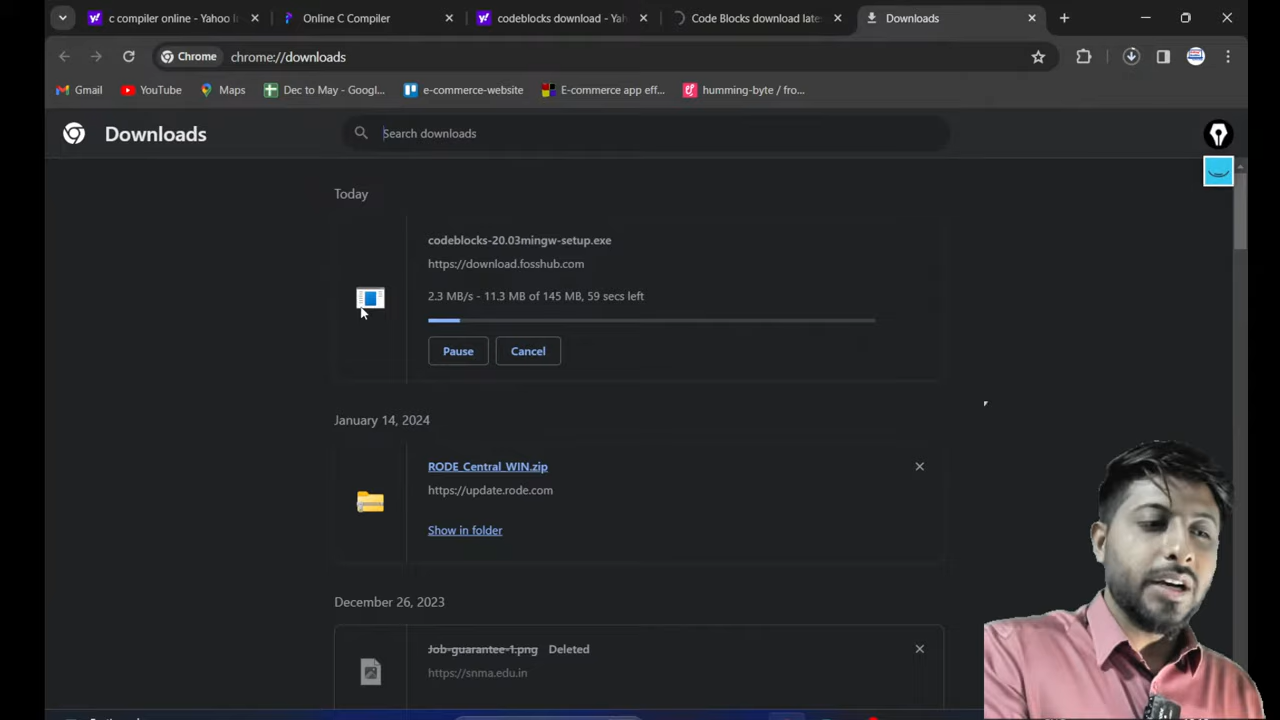 c compiler online - Yahoo I
Online C Compiler
codeblocks download - Ya
Code Blocks download late
Downloads
Chrome
chrome://downloads
Gmail
YouTube
Maps
Dec to May - Googl...
e-commerce-website
E-commerce app eff...
humming-byte / fro...
Downloads
Search downloads
Today
codeblocks-20.03mingw-setup.exe
https://download.fosshub.com
2.3 MB/s - 11.3 MB of 145 MB, 59 secs left
Pause
Cancel
January 14, 2024
RODE_Central_WIN.zip
https://update.rode.com
Show in folder
December 26, 2023
Job-guarantee-1.png Deleted
https://snma.edu.in